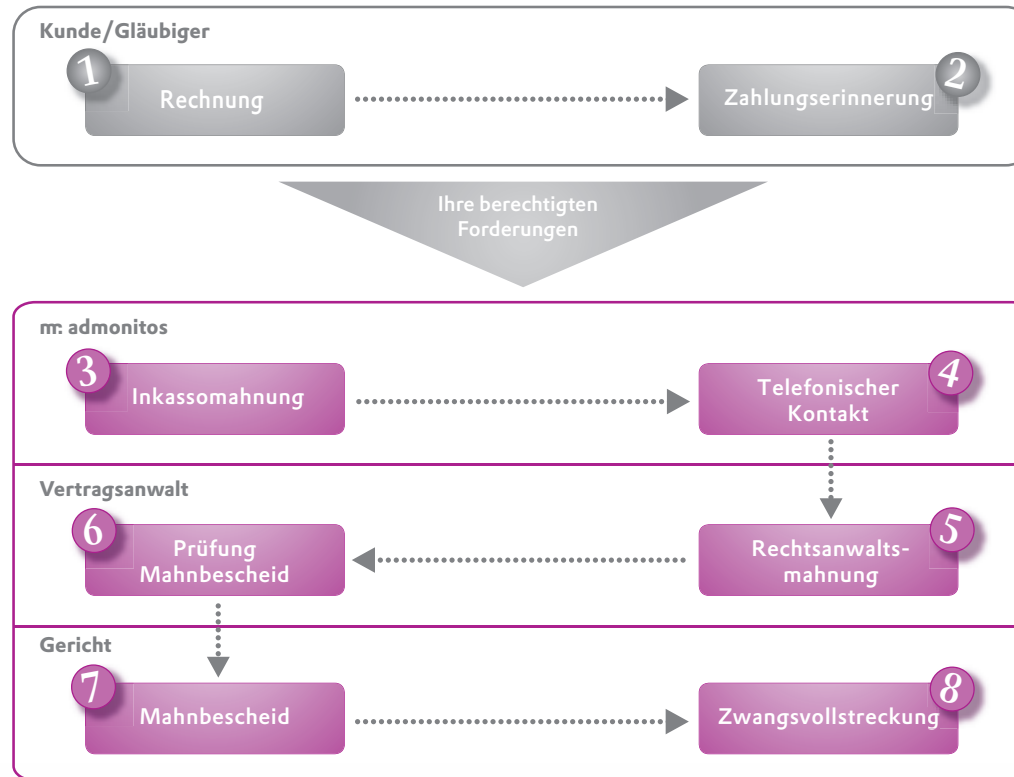 Kunde/Gläubiger
1
Rechnung
2
Zahlungserinnerung
Ihre berechtigten
Forderungen
m: admonitos
3
Inkassomahnung
4
Telefonischer
Kontakt
Vertragsanwalt
6
Prüfung
Mahnbescheid
5
Rechtsanwalts-
mahnung
Gericht
7
Mahnbescheid
8
Zwangsvollstreckung